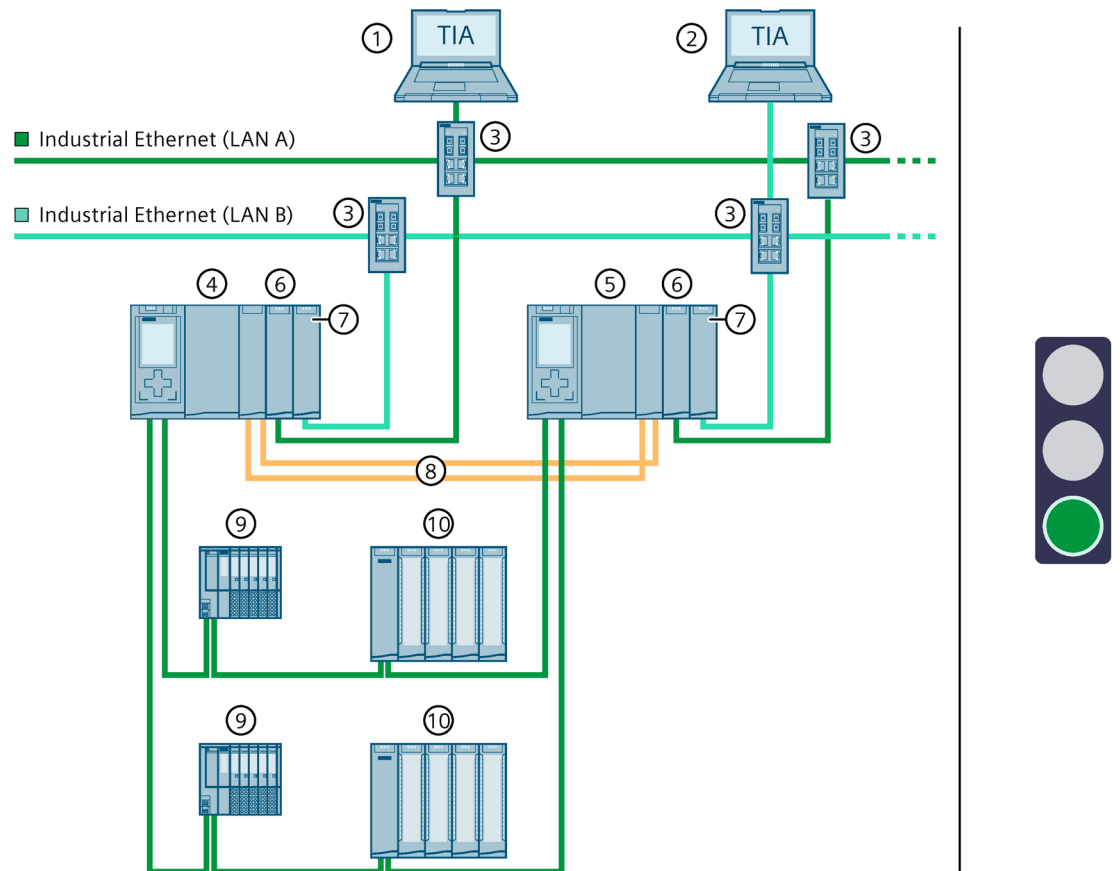 ① TIA ② TIA
③ ③
Industrial Ethernet (LAN A)
③ ③
Industrial Ethernet (LAN B)
④ ⑥ ⑤ ⑥
⑦ ⑦
⑧
⑨ ⑩
⑨ ⑩